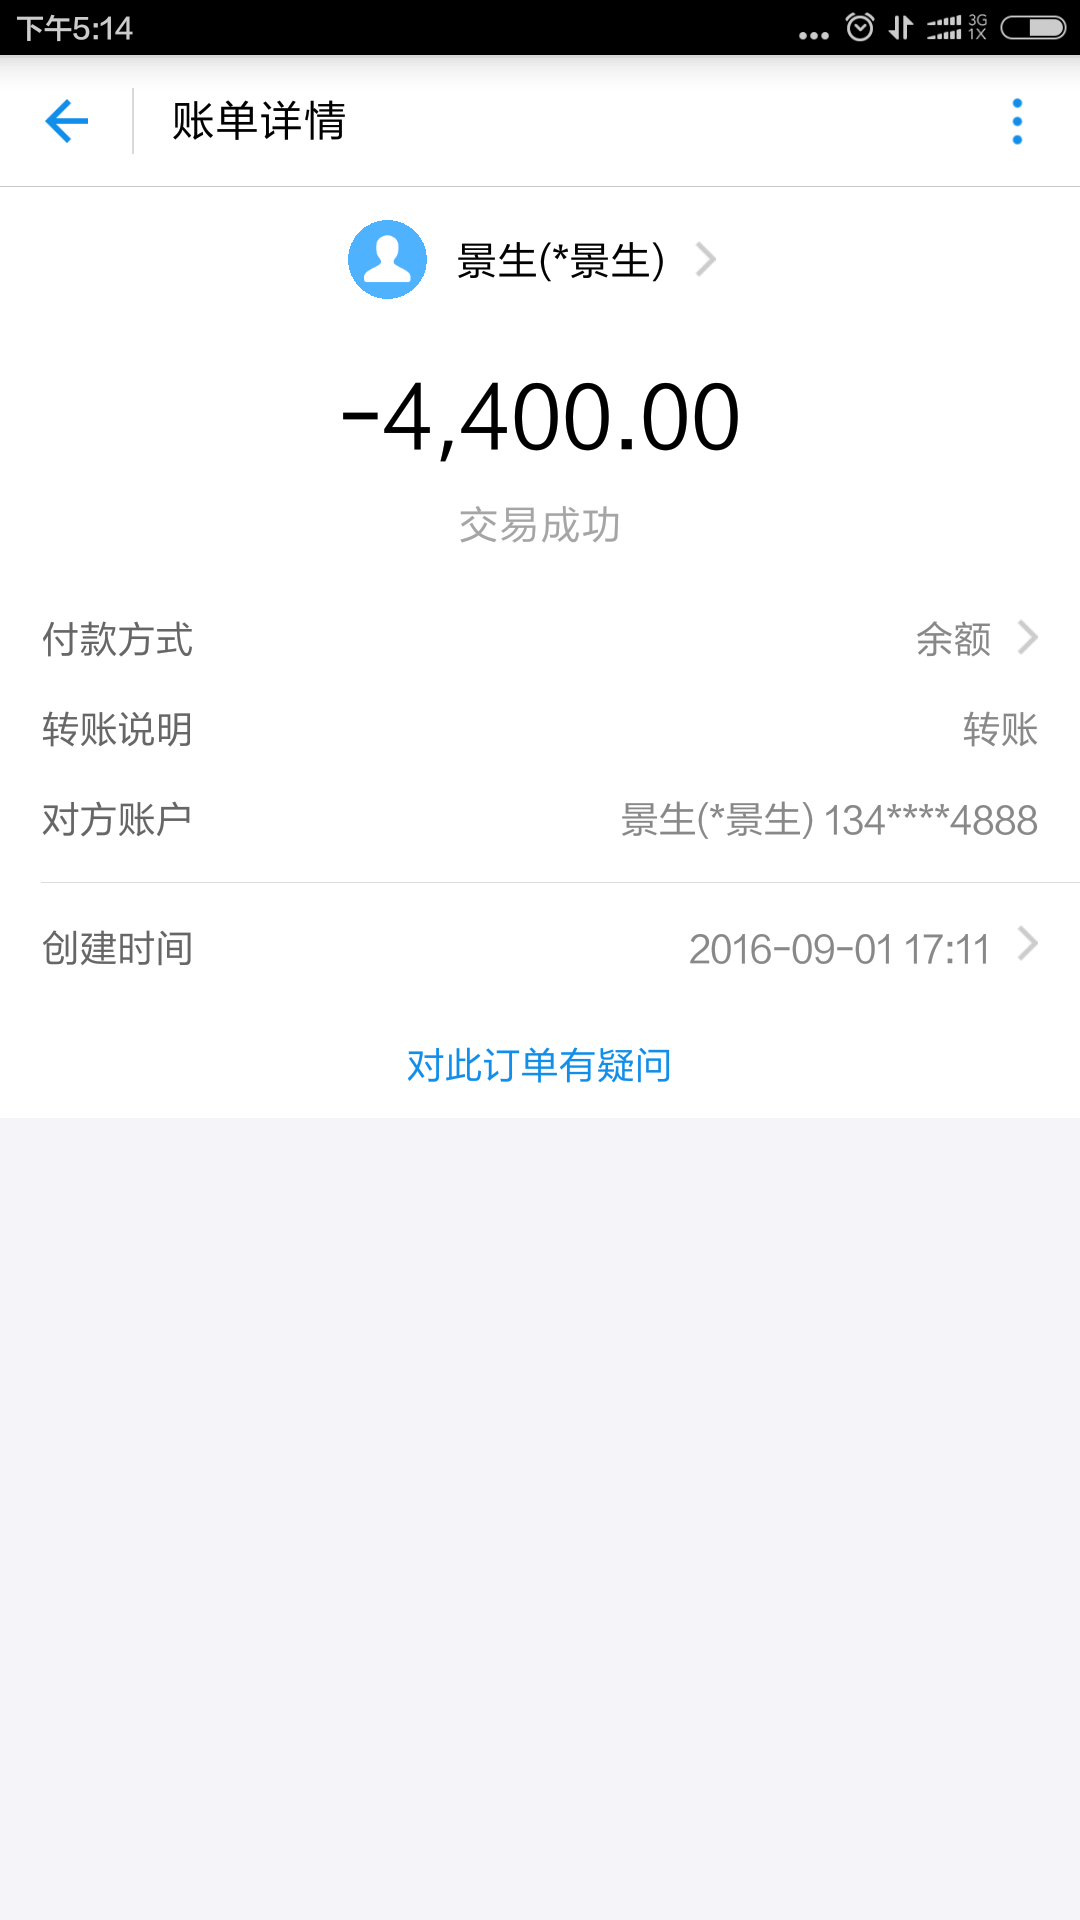 下午5:14
3G
1X
账单详情
景生(*景生)
-4,400.00
交易成功
付款方式 余额
转账说明 转账
对方账户 景生(*景生) 134****4888
创建时间 2016-09-01 17:11
对此订单有疑问